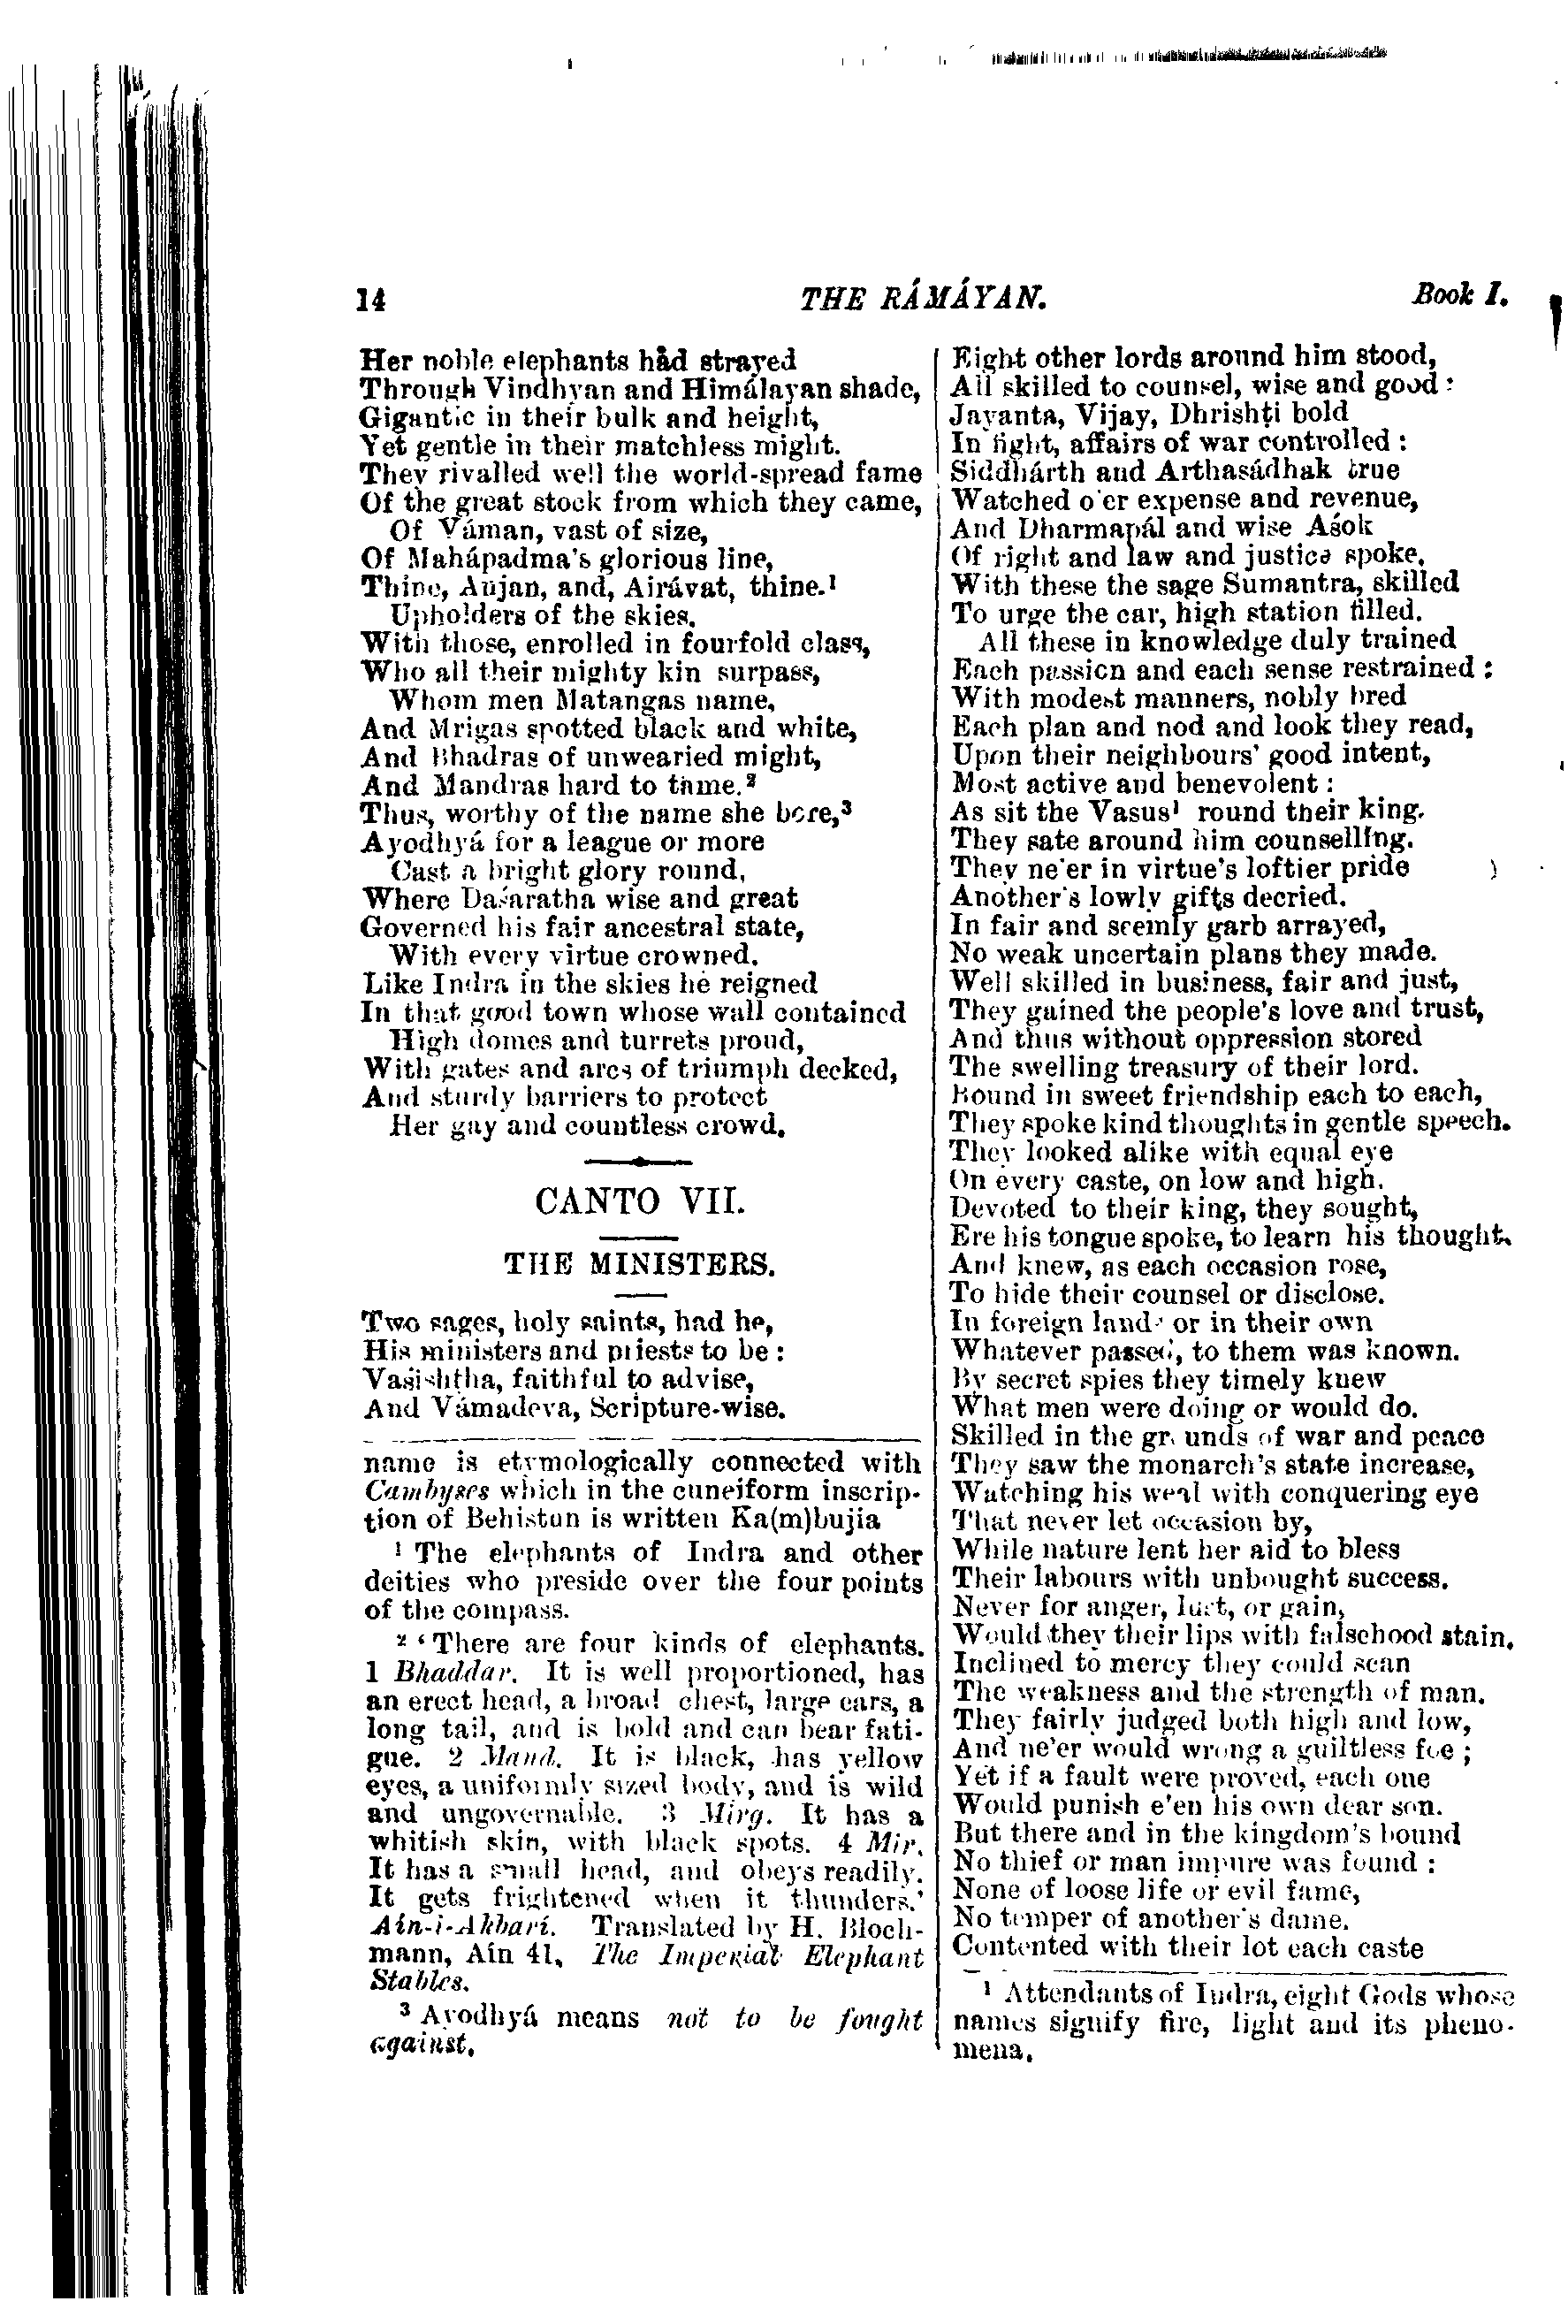 14 THE RÁMÁYAN. Book I.
Her noble elephants had strayed
Through Vindhyan and Himálayan shade,
Gigantic in their bulk and height,
Yet gentle in their matchless might.
They rivalled well the world-spread fame
Of the great stock from which they came,
Of Váman, vast of size,
Of Mahápadma's glorious line,
Thine, Anjan, and, Airávat, thine.¹
Upholders of the skies.
With those, enrolled in fourfold class,
Who all their mighty kin surpass,
Whom men Matangas name,
And Mrigas spotted black and white,
And Bhadras of unwearied might,
And Mandras hard to tame.²
Thus, worthy of the name she bore,³
Ayodhyá for a league or more
Cast a bright glory round,
Where Daśaratha wise and great
Governed his fair ancestral state,
With every virtue crowned.
Like Indra in the skies he reigned
In that good town whose wall contained
High domes and turrets proud,
With gates and arcs of triumph decked,
And sturdy barriers to protect
Her gay and countless crowd.
CANTO VII.
THE MINISTERS.
Two sages, holy saints, had he,
His ministers and priests to be :
Vaśishṭha, faithful to advise,
And Vámadeva, Scripture-wise.
name is etymologically connected with
Cambyses which in the cuneiform inscrip-
tion of Behistun is written Ka(m)bujia
¹ The elephants of Indra and other
deities who preside over the four points
of the compass.
² 'There are four kinds of elephants.
1 Bhaddar. It is well proportioned, has
an erect head, a broad chest, large ears, a
long tail, and is bold and can bear fati-
gue. 2 Mand. It is black, has yellow
eyes, a uniformly sized body, and is wild
and ungovernable. 3 Mirg. It has a
whitish skin, with black spots. 4 Mir.
It has a small head, and obeys readily.
It gets frightened when it thunders.'
Aín-i-Akbarí. Translated by H. Bloch-
mann, Aín 41, The Imperial Elephant
Stables.
³ Ayodhyá means not to be fought
against.
Eight other lords around him stood,
All skilled to counsel, wise and good :
Jayanta, Vijay, Dhrishṭi bold
In fight, affairs of war controlled :
Siddhárth and Arthasádhak true
Watched o'er expense and revenue,
And Dharmapál and wise Aśok
Of right and law and justice spoke.
With these the sage Sumantra, skilled
To urge the car, high station filled.
All these in knowledge duly trained
Each passion and each sense restrained :
With modest manners, nobly bred
Each plan and nod and look they read,
Upon their neighbours' good intent,
Most active and benevolent :
As sit the Vasus¹ round their king.
They sate around him counselling.
They ne'er in virtue's loftier pride
Another's lowly gifts decried.
In fair and seemly garb arrayed,
No weak uncertain plans they made.
Well skilled in business, fair and just,
They gained the people's love and trust,
And thus without oppression stored
The swelling treasury of their lord.
Bound in sweet friendship each to each,
They spoke kind thoughts in gentle speech.
They looked alike with equal eye
On every caste, on low and high.
Devoted to their king, they sought,
Ere his tongue spoke, to learn his thought,
And knew, as each occasion rose,
To hide their counsel or disclose.
In foreign lands or in their own
Whatever passed, to them was known.
By secret spies they timely knew
What men were doing or would do.
Skilled in the grounds of war and peace
They saw the monarch's state increase,
Watching his weal with conquering eye
That never let occasion by,
While nature lent her aid to bless
Their labours with unbought success.
Never for anger, lust, or gain,
Would they their lips with falsehood stain.
Inclined to mercy they could scan
The weakness and the strength of man.
They fairly judged both high and low,
And ne'er would wrong a guiltless foe ;
Yet if a fault were proved, each one
Would punish e'en his own dear son.
But there and in the kingdom's bound
No thief or man impure was found :
None of loose life or evil fame,
No temper of another's dame.
Contented with their lot each caste
¹ Attendants of Indra, eight Gods whose
names signify fire, light and its pheno-
mena.